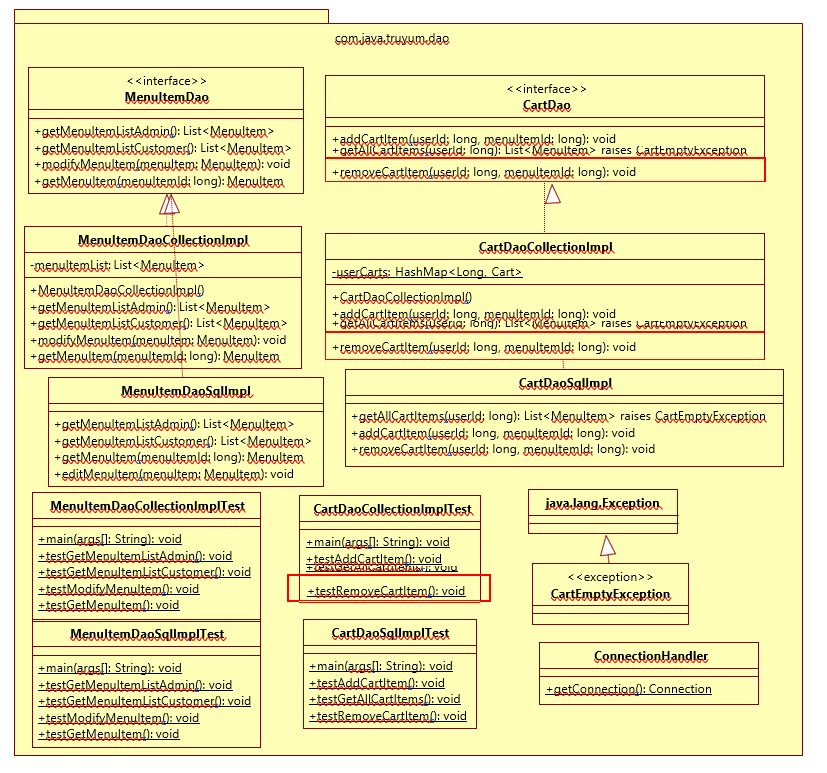 com.java.truyum.dao
<<interface>>
MenuItemDao
+getMenuItemListAdmin(): List<MenuItem>
+getMenuItemListCustomer(): List<MenuItem>
+modifyMenuItem(menuItem: MenuItem): void
+getMenuItem(menuItemId: long): MenuItem
<<interface>>
CartDao
+addCartItem(userId: long, menuItemId: long): void
+getAllCartItems(userId: long): List<MenuItem> raises CartEmptyException
+removeCartItem(userId: long, menuItemId: long): void
MenuItemDaoCollectionImpl
-menuItemList: List<MenuItem>
+MenuItemDaoCollectionImpl()
+getMenuItemListAdmin(): List<MenuItem>
+getMenuItemListCustomer(): List<MenuItem>
+modifyMenuItem(menuItem: MenuItem): void
+getMenuItem(menuItemId: long): MenuItem
CartDaoCollectionImpl
-userCarts: HashMap<Long, Cart>
+CartDaoCollectionImpl()
+addCartItem(userId: long, menuItemId: long): void
+getAllCartItems(userId: long): List<MenuItem> raises CartEmptyException
+removeCartItem(userId: long, menuItemId: long): void
MenuItemDaoSqlImpl
+getMenuItemListAdmin(): List<MenuItem>
+getMenuItemListCustomer(): List<MenuItem>
+getMenuItem(menuItemId: long): MenuItem
+editMenuItem(menuItem: MenuItem): void
CartDaoSqlImpl
+getAllCartItems(userId: long): List<MenuItem> raises CartEmptyException
+addCartItem(userId: long, menuItemId: long): void
+removeCartItem(userId: long, menuItemId: long): void
MenuItemDaoCollectionImplTest
+main(args[]: String): void
+testGetMenuItemListAdmin(): void
+testGetMenuItemListCustomer(): void
+testModifyMenuItem(): void
+testGetMenuItem(): void
CartDaoCollectionImplTest
+main(args[]: String): void
+testAddCartItem(): void
+testGetAllCartItems(): void
+testRemoveCartItem(): void
java.lang.Exception
<<exception>>
CartEmptyException
MenuItemDaoSqlImplTest
+main(args[]: String): void
+testGetMenuItemListAdmin(): void
+testGetMenuItemListCustomer(): void
+testModifyMenuItem(): void
+testGetMenuItem(): void
CartDaoSqlImplTest
+main(args[]: String): void
+testAddCartItem(): void
+testGetAllCartItems(): void
+testRemoveCartItem(): void
ConnectionHandler
+getConnection(): Connection